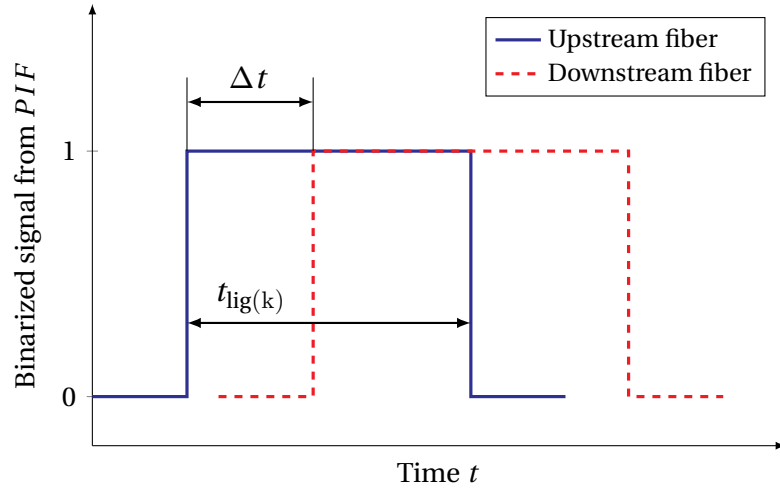 Upstream fiber
Downstream fiber
Δt
1
t_lig(k)
0
Binarized signal from PIF
Time t